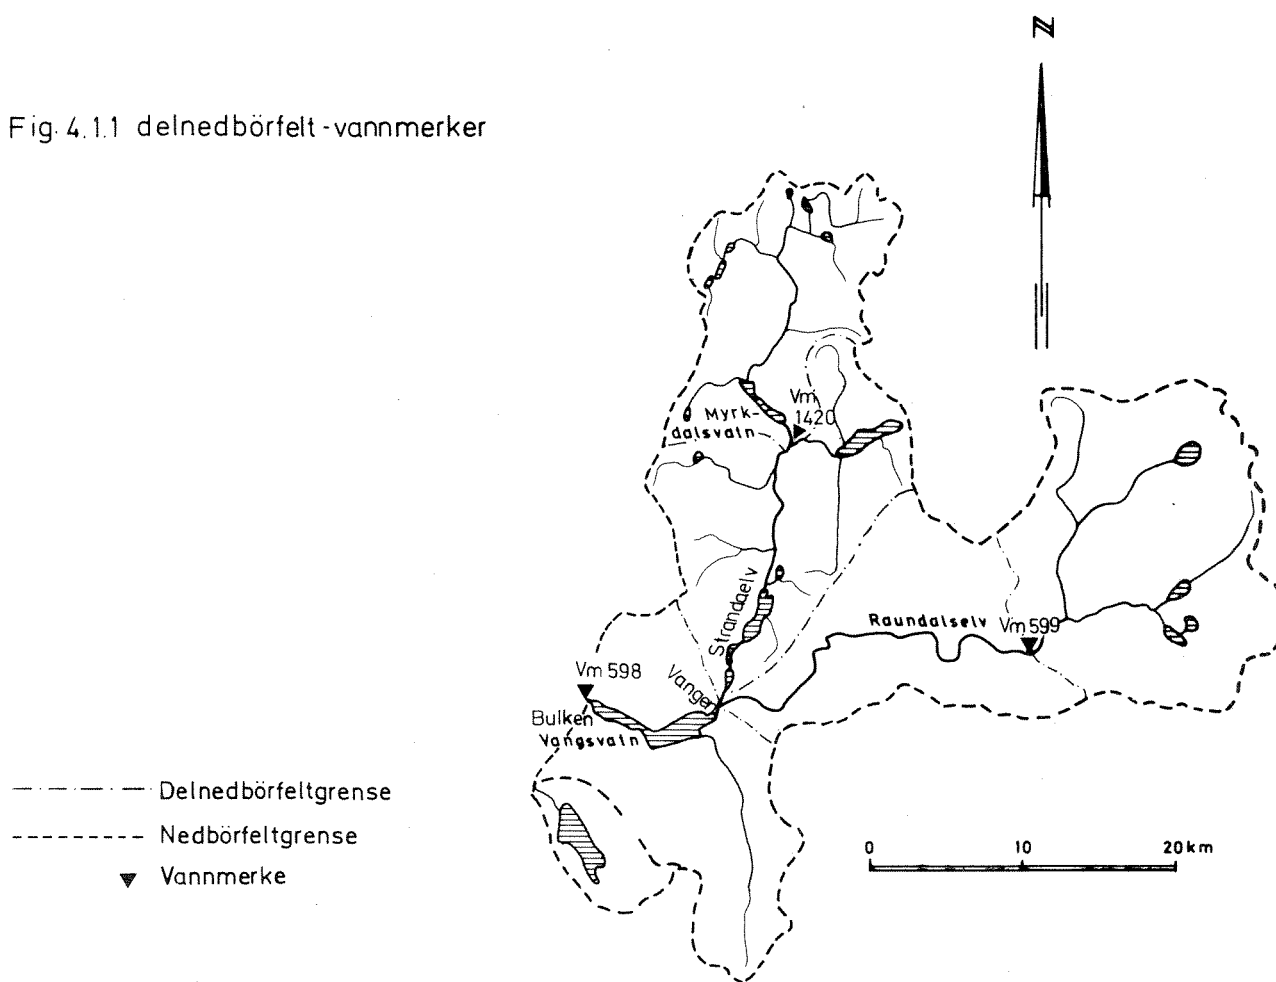 N
Fig. 4.1.1 delnedbörfelt - vannmerker
Vm
1420
Myrk-
dalsvatn
Strandaelv
Raundalselv
Vm 599
Vm 598
Vanger
Bulken
Vangsvatn
Delnedbörfeltgrense
Nedbörfeltgrense
Vannmerke
0 10 20 km